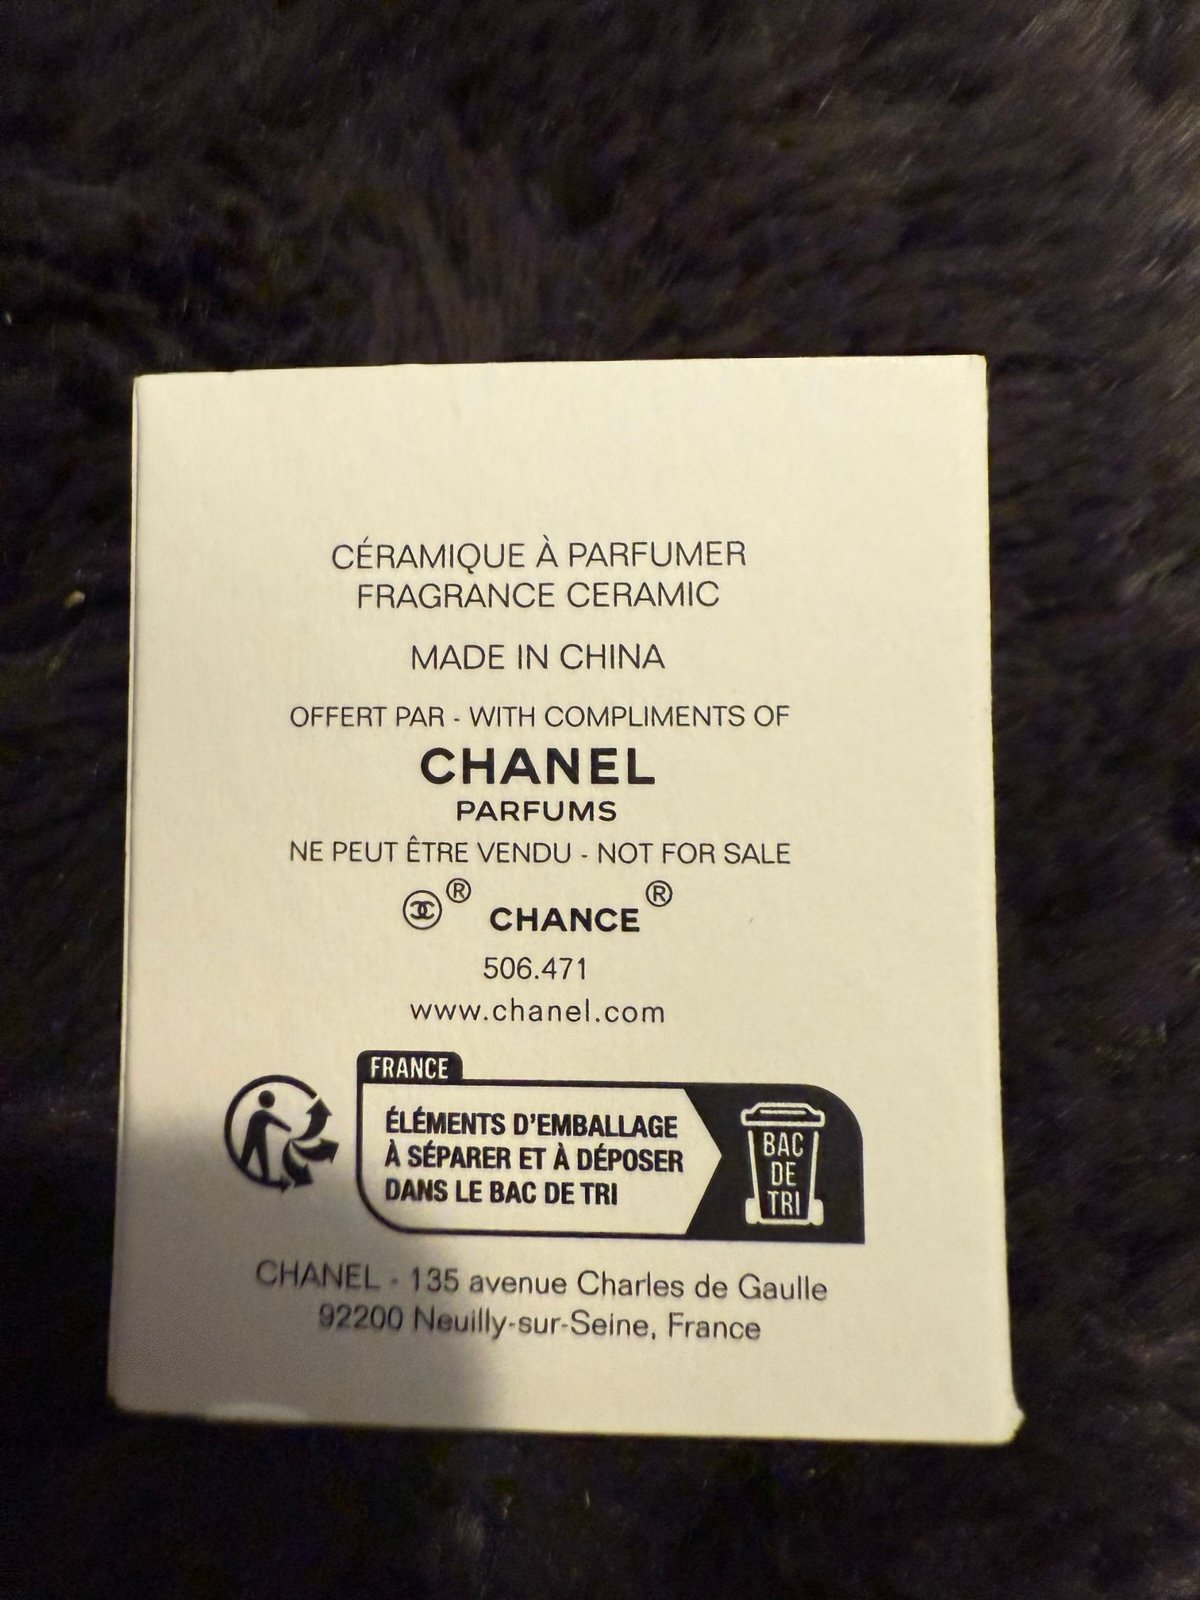 CÉRAMIQUE À PARFUMER
FRAGRANCE CERAMIC
MADE IN CHINA
OFFERT PAR - WITH COMPLIMENTS OF
CHANEL
PARFUMS
NE PEUT ÊTRE VENDU - NOT FOR SALE
® CHANCE®
506.471
www.chanel.com
FRANCE
ÉLÉMENTS D'EMBALLAGE
À SÉPARER ET À DÉPOSER
DANS LE BAC DE TRI
BAC
DE
TRI
CHANEL - 135 avenue Charles de Gaulle
92200 Neuilly-sur-Seine, France